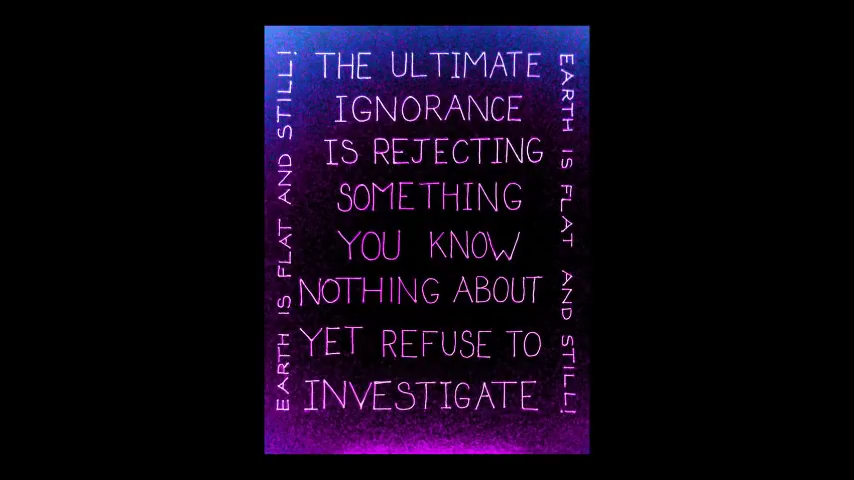 EARTH IS FLAT AND STILL!
THE ULTIMATE
IGNORANCE
IS REJECTING
SOMETHING
YOU KNOW
NOTHING ABOUT
YET REFUSE TO
INVESTIGATE
EARTH IS FLAT AND STILL!